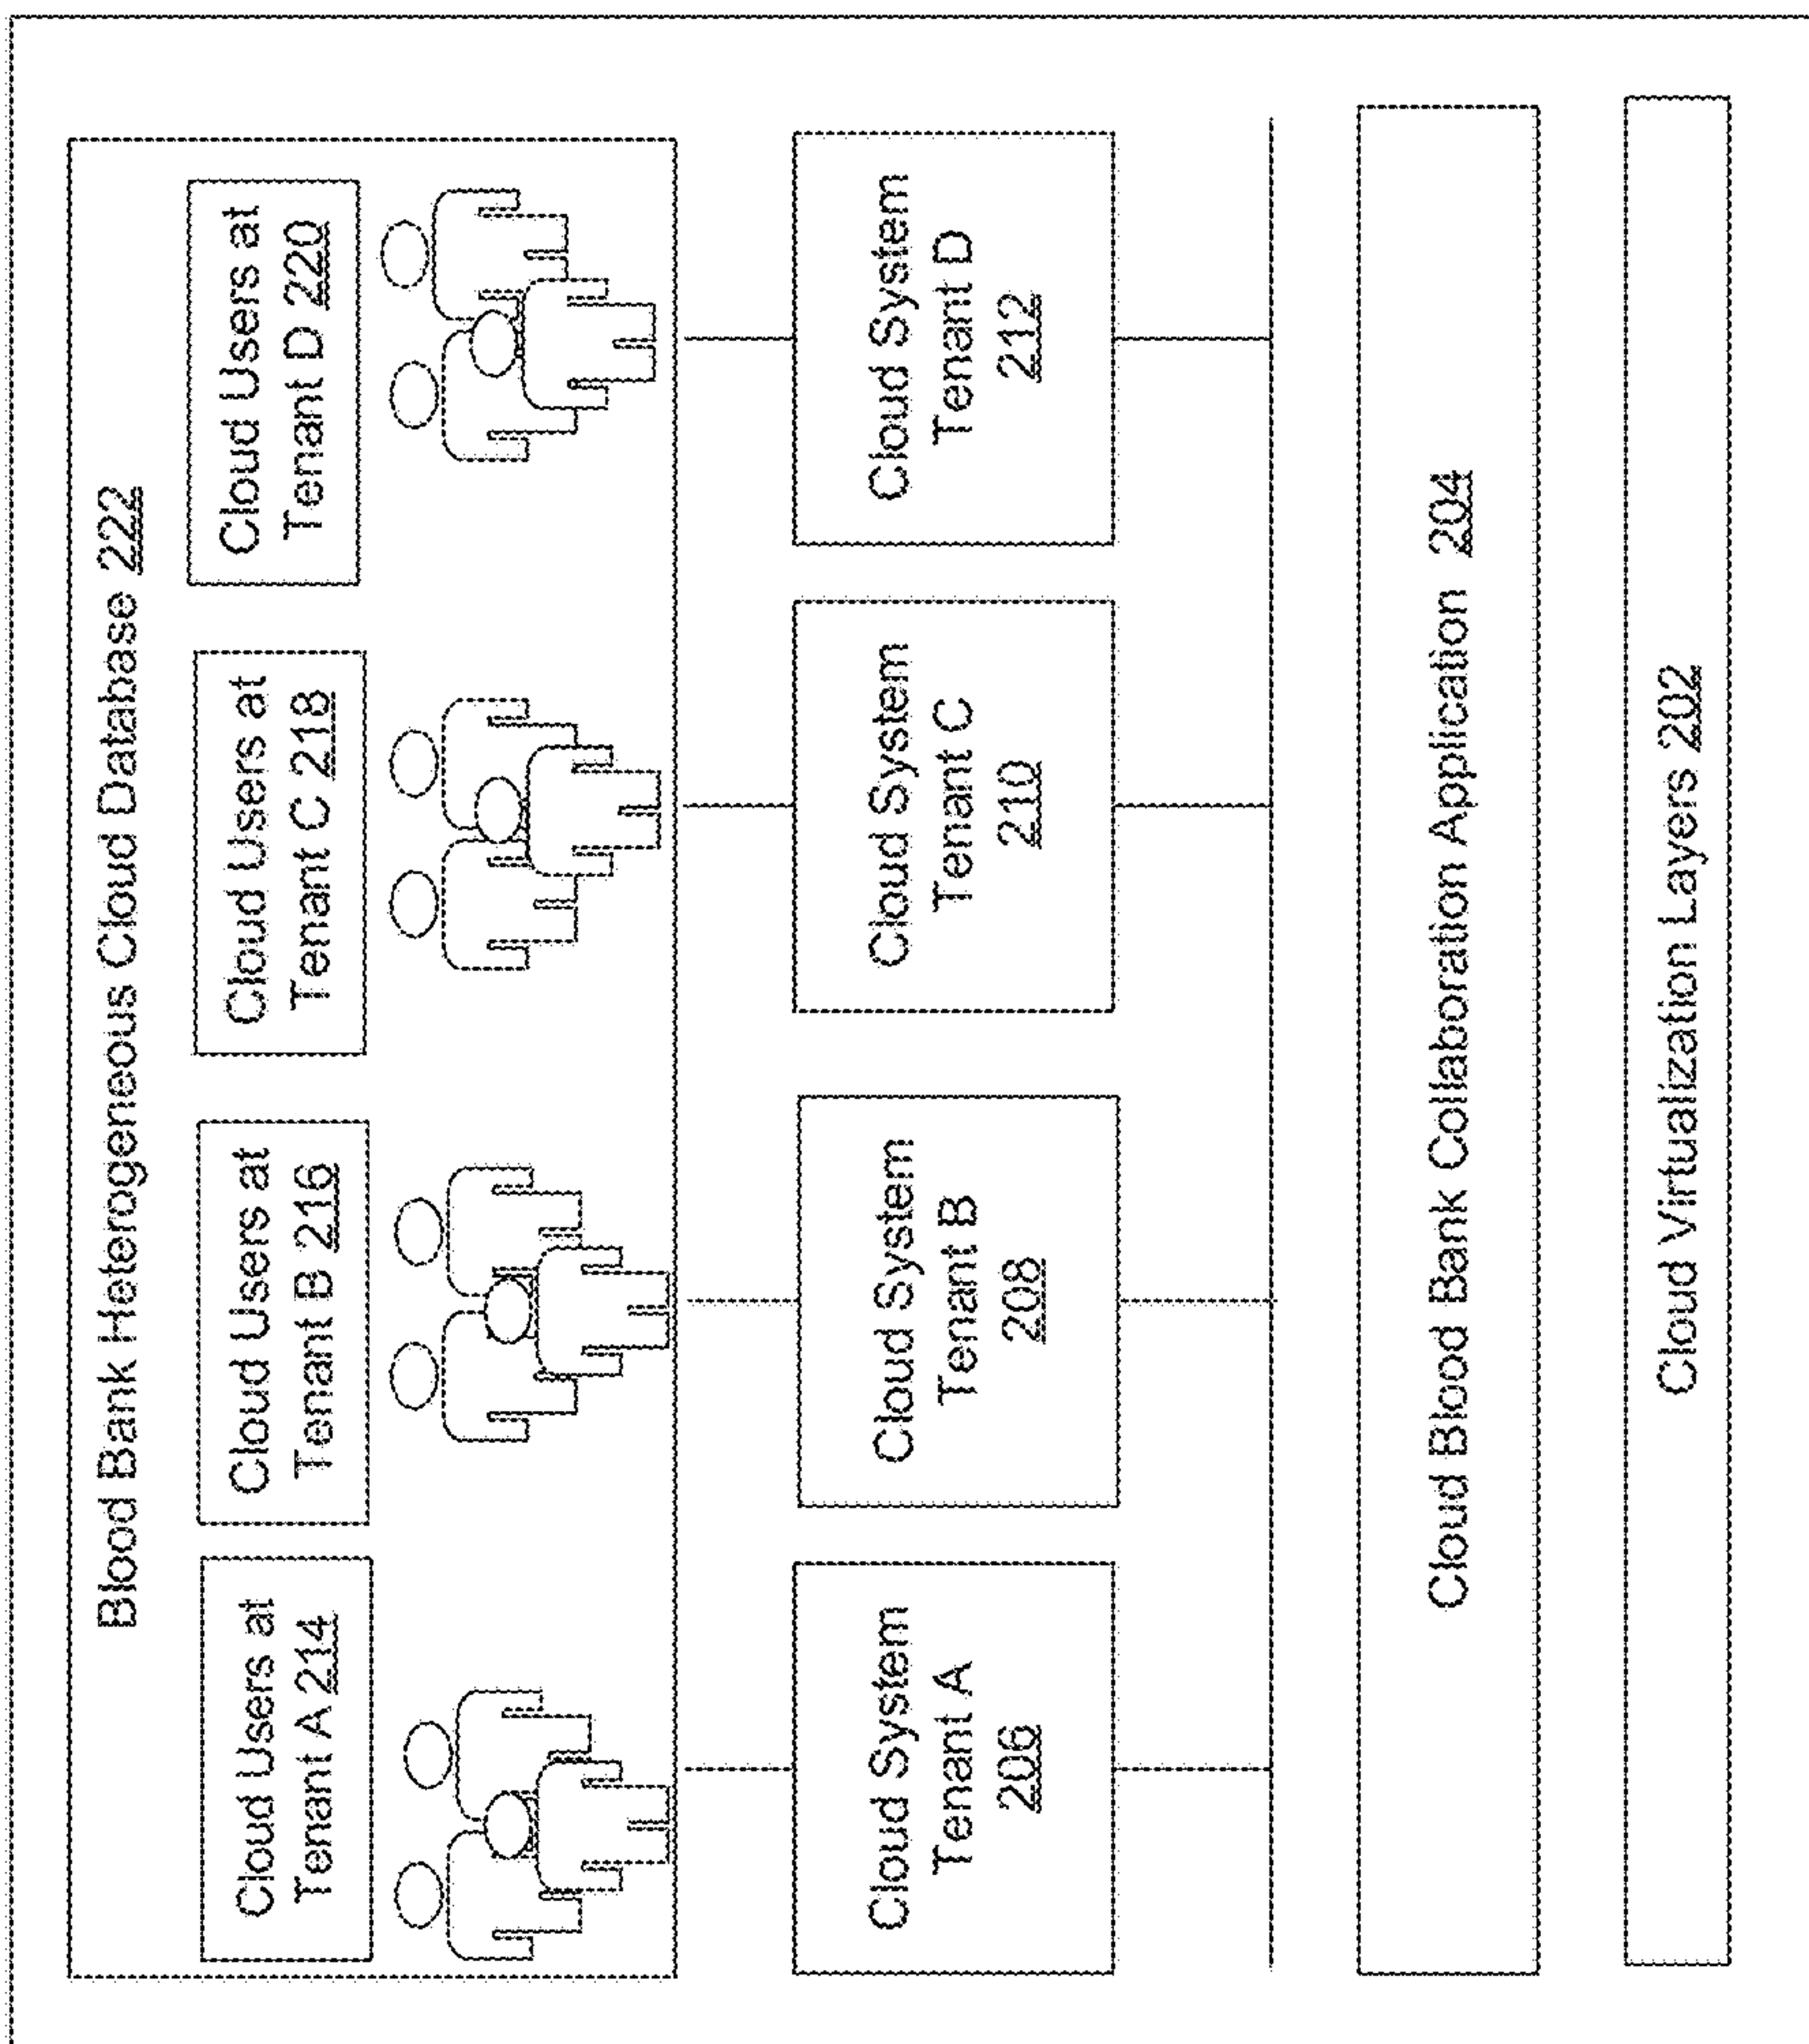 Blood Bank Heterogeneous Cloud Database 222
Cloud Users at
Tenant A 214
Cloud Users at
Tenant B 216
Cloud Users at
Tenant C 218
Cloud Users at
Tenant D 220
Cloud System
Tenant A
206
Cloud System
Tenant B
208
Cloud System
Tenant C
210
Cloud System
Tenant D
212
Cloud Blood Bank Collaboration Application 204
Cloud Virtualization Layers 202